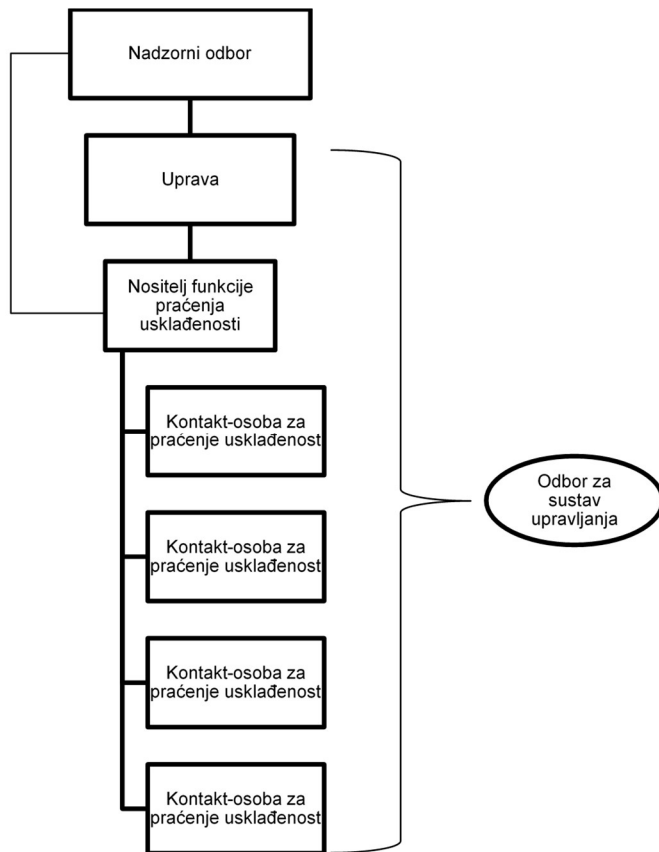 Nadzorni odbor
Uprava
Nositelj funkcije
praćenja
usklađenosti
Kontakt-osoba za
praćenje usklađenost
Kontakt-osoba za
praćenje usklađenost
Kontakt-osoba za
praćenje usklađenost
Kontakt-osoba za
praćenje usklađenost
Odbor za
sustav
upravljanja